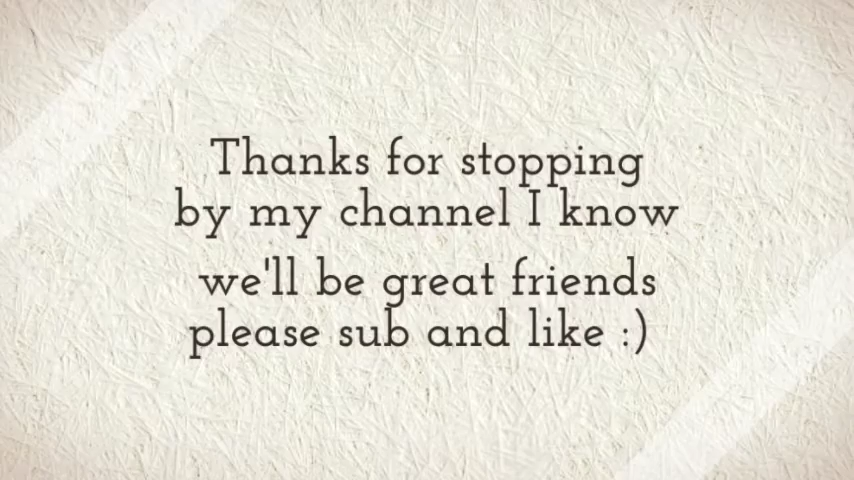 Thanks for stopping
by my channel I know
we'll be great friends
please sub and like :)